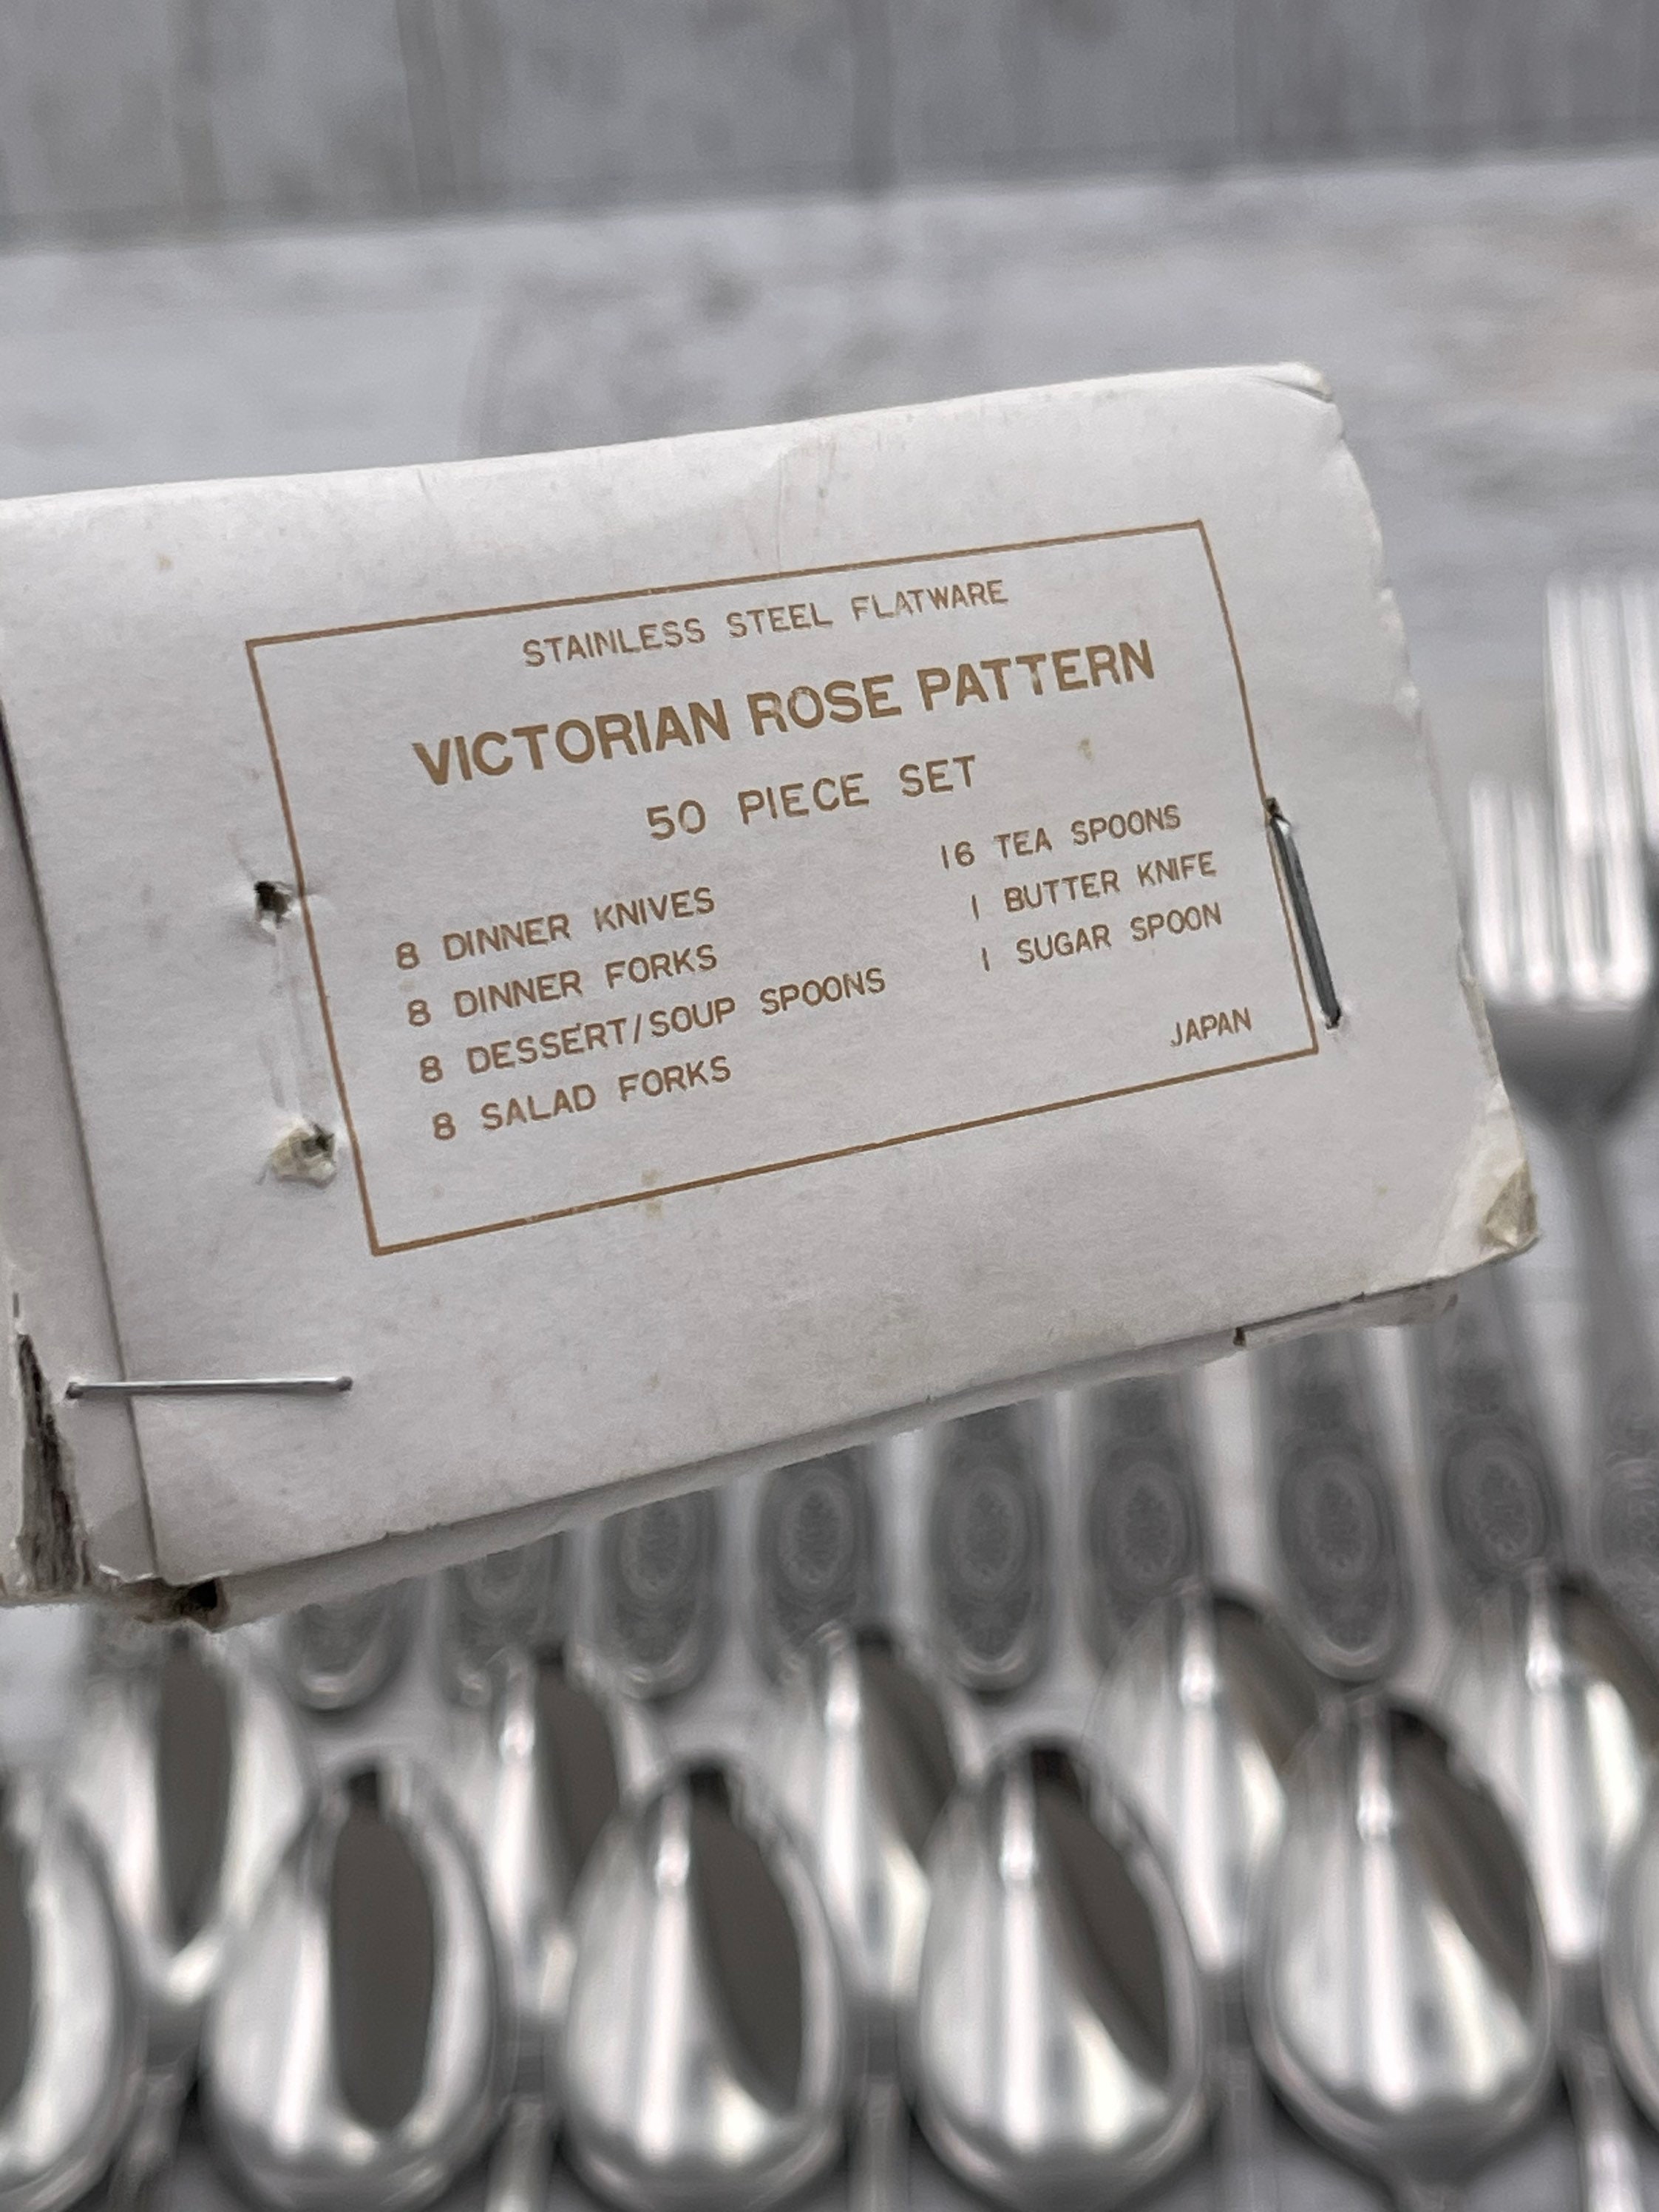 STAINLESS STEEL FLATWARE
VICTORIAN ROSE PATTERN
50 PIECE SET
8 DINNER KNIVES
8 DINNER FORKS
8 DESSERT/SOUP SPOONS
8 SALAD FORKS
16 TEA SPOONS
1 BUTTER KNIFE
1 SUGAR SPOON
JAPAN